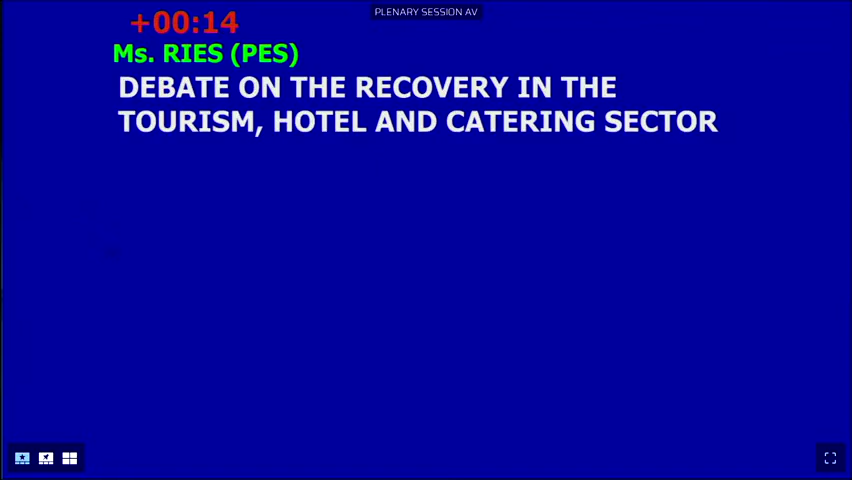 PLENARY SESSION AV
+00:14
Ms. RIES (PES)
DEBATE ON THE RECOVERY IN THE
TOURISM, HOTEL AND CATERING SECTOR